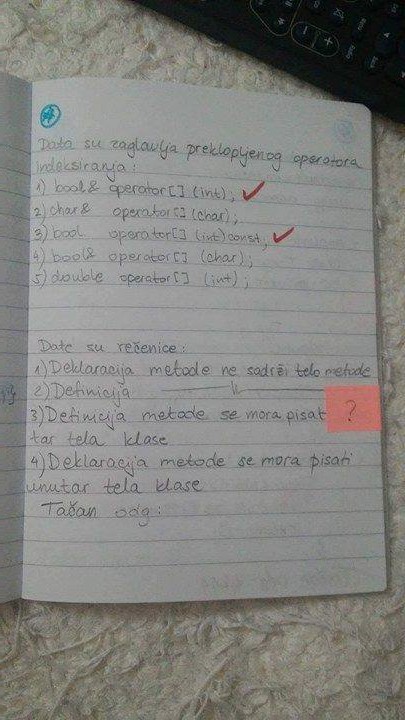 Data su zaglavlja preklopljenog operatora
indeksiranja:
1) bool& operator[] (int);
2) char& operator[] (char);
3) bool operator[] (int)const;
4) bool& operator[] (char);
5) double operator[] (int);
Date su rečenice:
1) Deklaracija metode ne sadrži telo metode
2) Definicija —————— 11
3) Definicija metode se mora pisat ?
tar tela klase
4) Deklaracija metode se mora pisati
unutar tela klase
Tačan odg: